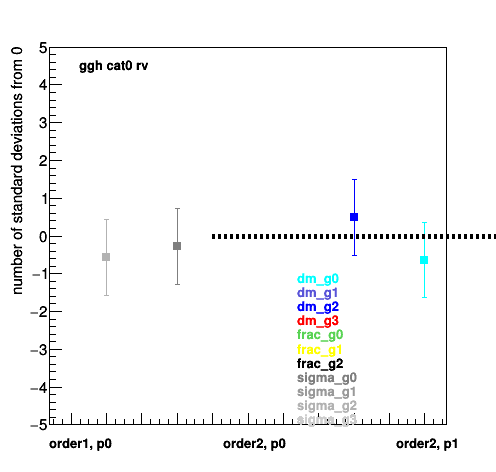 number of standard deviations from 0
ggh cat0 rv
5
4
3
2
1
0
−1
−2
−3
−4
−5
dm_g0
dm_g1
dm_g2
dm_g3
frac_g0
frac_g1
frac_g2
sigma_g0
sigma_g1
sigma_g2
sigma_g3
order1, p0
order2, p0
order2, p1